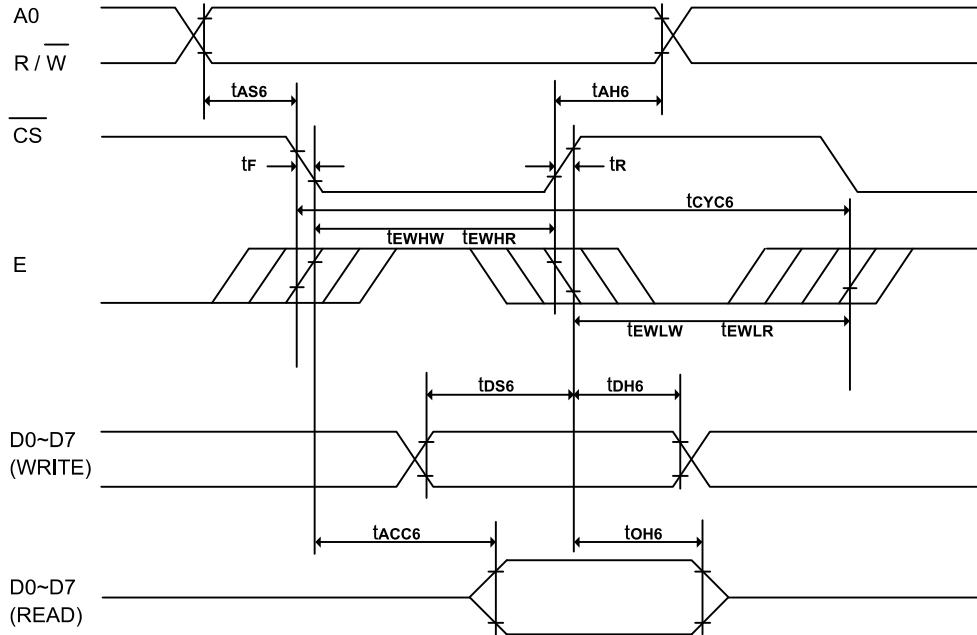 A0
R / W
tAS6 tAH6
CS
tF tR
tCYC6
tEWHW tEWHR
E
tEWLW tEWLR
tDS6 tDH6
D0~D7
(WRITE)
tACC6 tOH6
D0~D7
(READ)